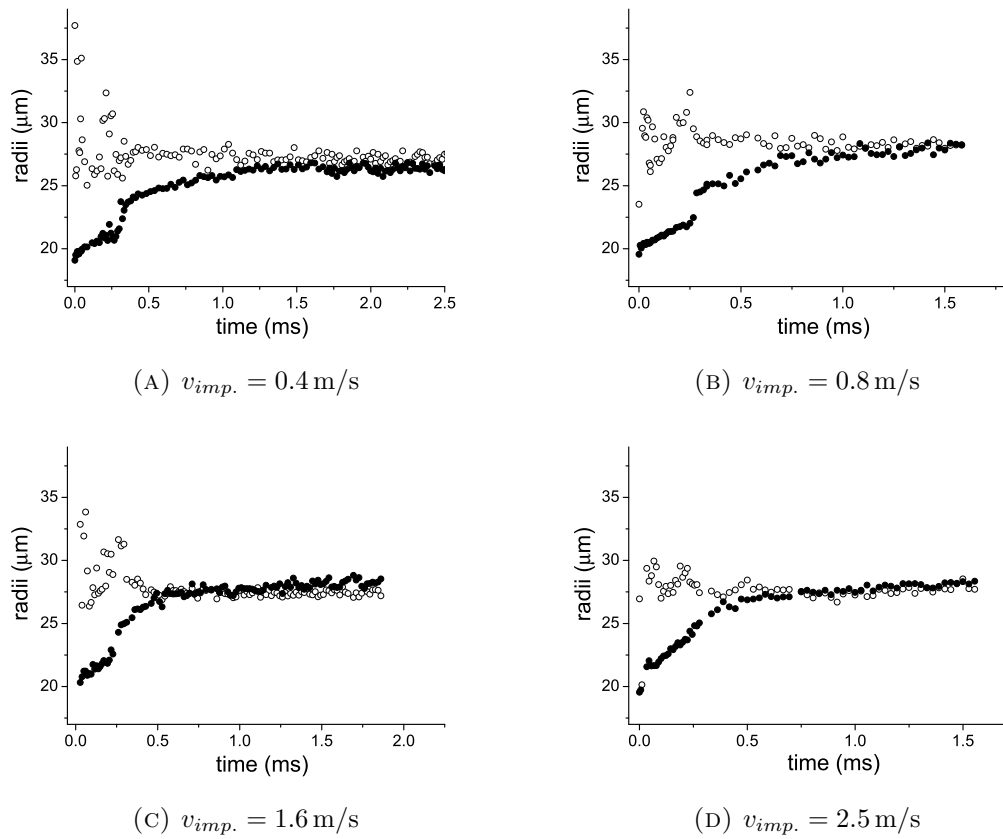 35
30
25
20
radii (μm)
0.0 0.5 1.0 1.5 2.0 2.5
time (ms)
(A) v_imp. = 0.4 m/s
35
30
25
20
radii (μm)
0.0 0.5 1.0 1.5
time (ms)
(B) v_imp. = 0.8 m/s
35
30
25
20
radii (μm)
0.0 0.5 1.0 1.5 2.0
time (ms)
(C) v_imp. = 1.6 m/s
35
30
25
20
radii (μm)
0.0 0.5 1.0 1.5
time (ms)
(D) v_imp. = 2.5 m/s